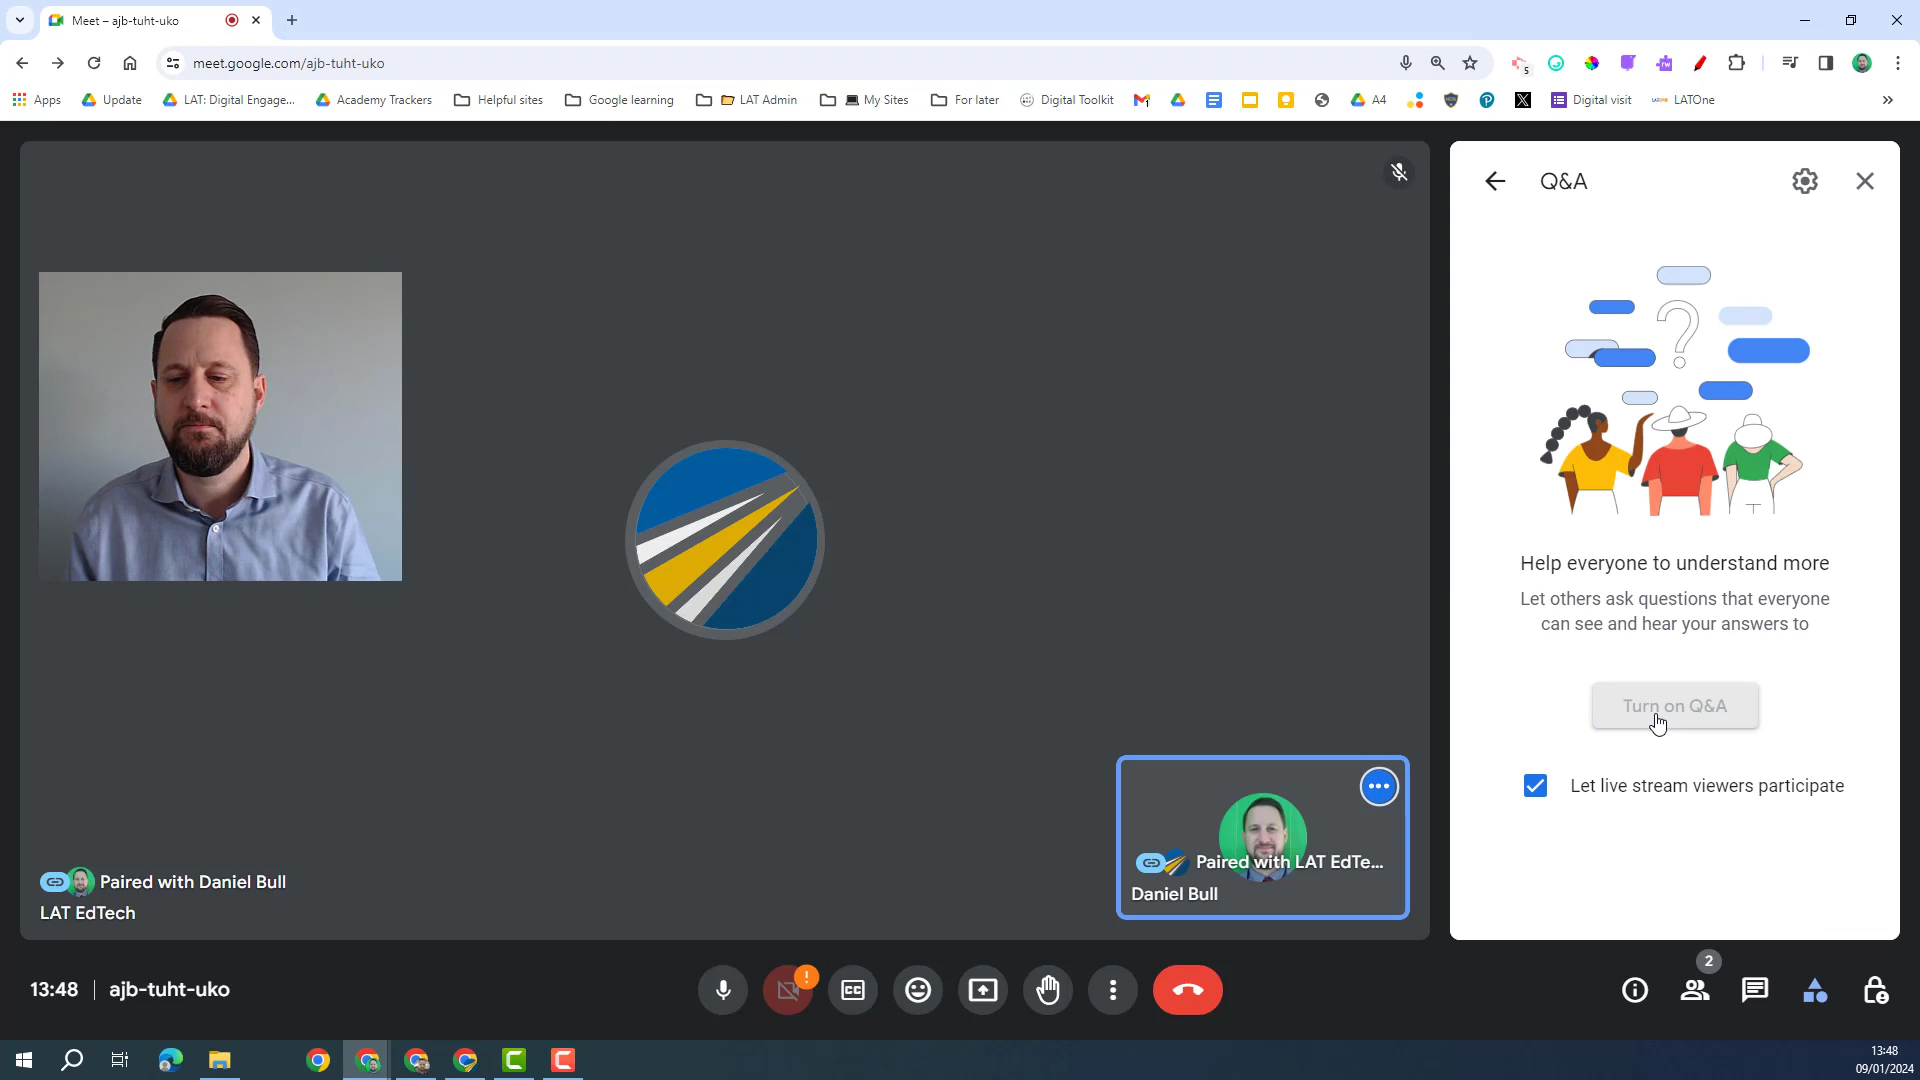 Meet – ajb-tuht-uko
meet.google.com/ajb-tuht-uko
5
Apps
Update
LAT: Digital Engage...
Academy Trackers
Helpful sites
Google learning
LAT Admin
My Sites
For later
Digital Toolkit
A4
Digital visit
LATOne
Q&A
?
Help everyone to understand more
Let others ask questions that everyone
can see and hear your answers to
Turn on Q&A
Let live stream viewers participate
Paired with LAT EdTe...
Daniel Bull
Paired with Daniel Bull
LAT EdTech
13:48 | ajb-tuht-uko
!
CC
2
13:48
09/01/2024